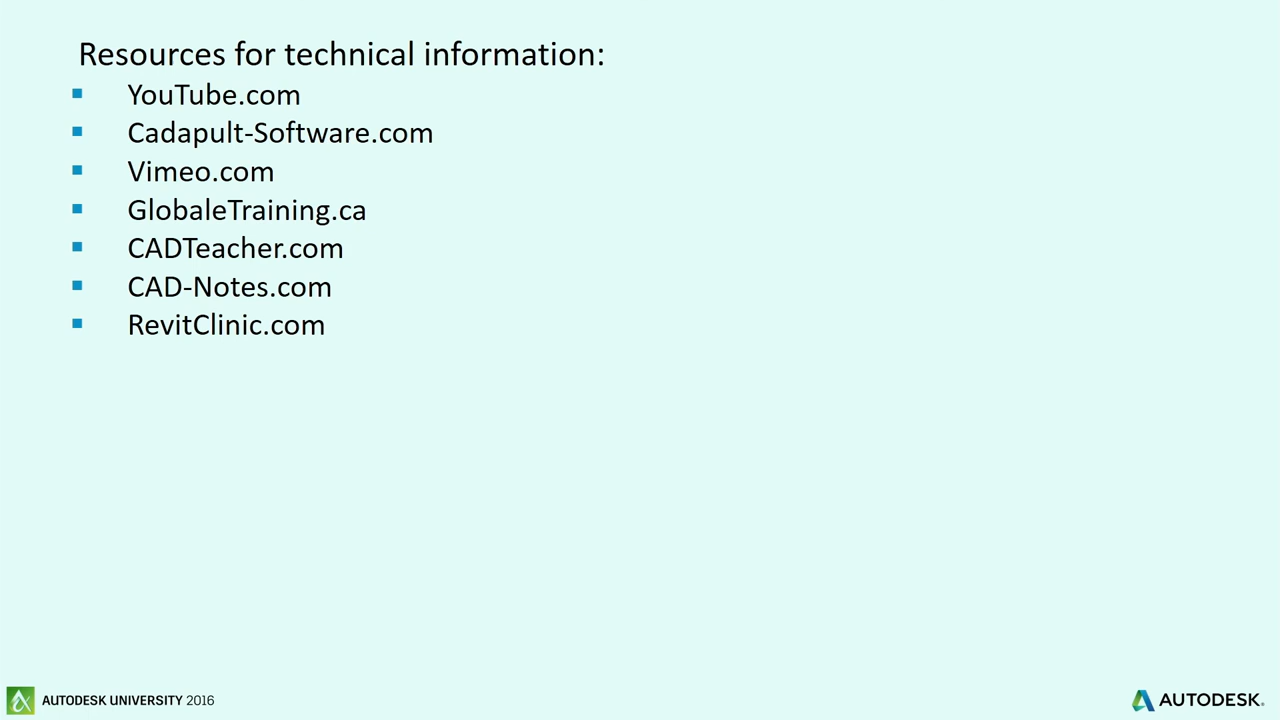 Resources for technical information:
▪ YouTube.com
▪ Cadapult-Software.com
▪ Vimeo.com
▪ GlobaleTraining.ca
▪ CADTeacher.com
▪ CAD-Notes.com
▪ RevitClinic.com
AUTODESK UNIVERSITY 2016
AUTODESK®